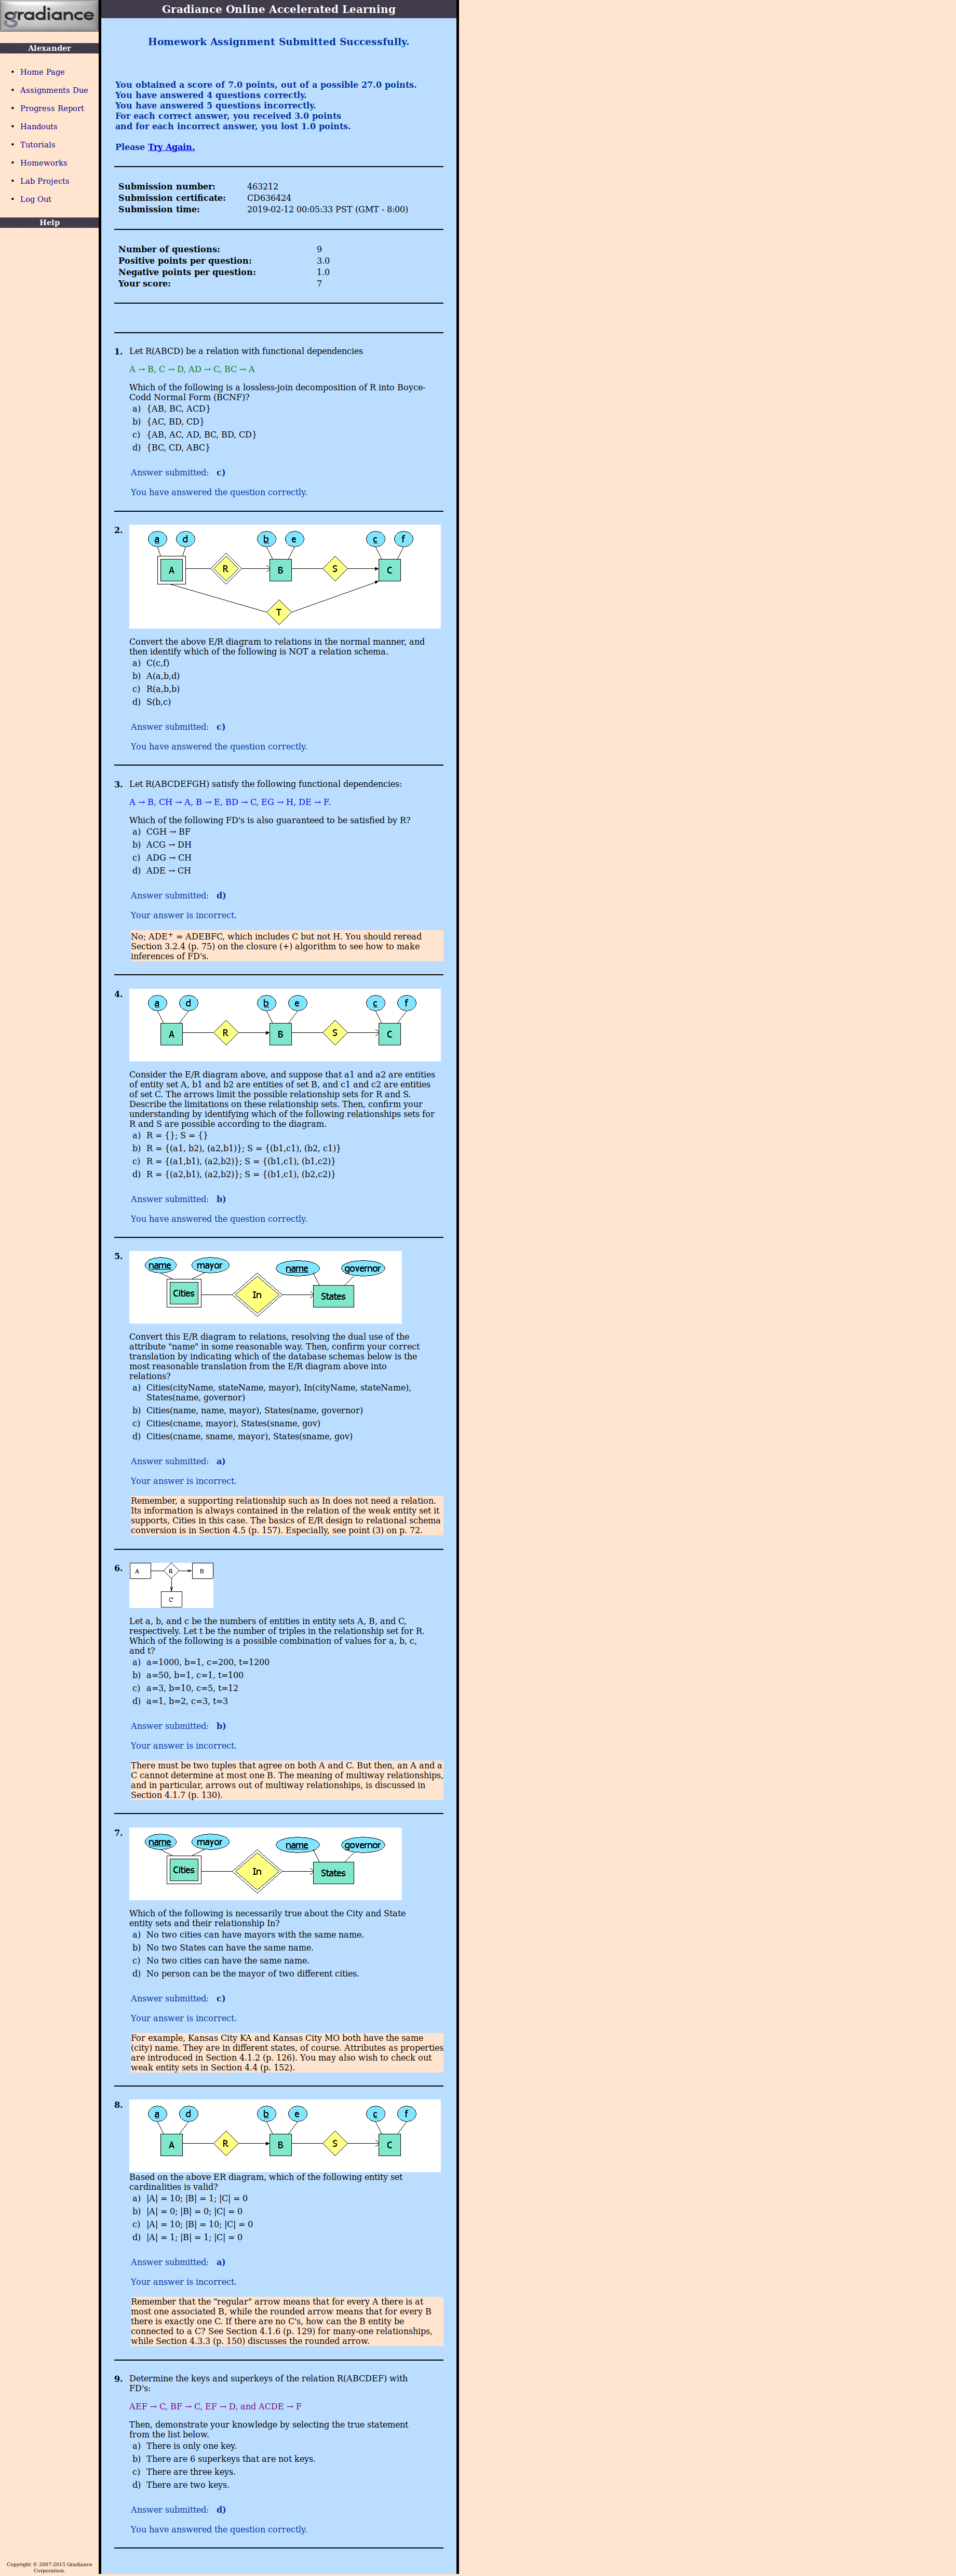 gradiance
Gradiance Online Accelerated Learning
Alexander
• Home Page
• Assignments Due
• Progress Report
• Handouts
• Tutorials
• Homeworks
• Lab Projects
• Log Out
Help
Homework Assignment Submitted Successfully.
You obtained a score of 7.0 points, out of a possible 27.0 points.
You have answered 4 questions correctly.
You have answered 5 questions incorrectly.
For each correct answer, you received 3.0 points
and for each incorrect answer, you lost 1.0 points.
Please Try Again.
Submission number: 463212
Submission certificate: CD636424
Submission time: 2019-02-12 00:05:33 PST (GMT - 8:00)
Number of questions: 9
Positive points per question: 3.0
Negative points per question: 1.0
Your score: 7
1. Let R(ABCD) be a relation with functional dependencies
A → B, C → D, AD → C, BC → A
Which of the following is a lossless-join decomposition of R into Boyce-
Codd Normal Form (BCNF)?
a) {AB, BC, ACD}
b) {AC, BD, CD}
c) {AB, AC, AD, BC, BD, CD}
d) {BC, CD, ABC}
Answer submitted: c)
You have answered the question correctly.
2.
a d b e c f
A R B S C
T
Convert the above E/R diagram to relations in the normal manner, and
then identify which of the following is NOT a relation schema.
a) C(c,f)
b) A(a,b,d)
c) R(a,b,b)
d) S(b,c)
Answer submitted: c)
You have answered the question correctly.
3. Let R(ABCDEFGH) satisfy the following functional dependencies:
A → B, CH → A, B → E, BD → C, EG → H, DE → F.
Which of the following FD's is also guaranteed to be satisfied by R?
a) CGH → BF
b) ACG → DH
c) ADG → CH
d) ADE → CH
Answer submitted: d)
Your answer is incorrect.
No; ADE+ = ADEBFC, which includes C but not H. You should reread
Section 3.2.4 (p. 75) on the closure (+) algorithm to see how to make
inferences of FD's.
4.
a d b e c f
A R B S C
Consider the E/R diagram above, and suppose that a1 and a2 are entities
of entity set A, b1 and b2 are entities of set B, and c1 and c2 are entities
of set C. The arrows limit the possible relationship sets for R and S.
Describe the limitations on these relationship sets. Then, confirm your
understanding by identifying which of the following relationships sets for
R and S are possible according to the diagram.
a) R = {}; S = {}
b) R = {(a1, b2), (a2,b1)}; S = {(b1,c1), (b2, c1)}
c) R = {(a1,b1), (a2,b2)}; S = {(b1,c1), (b1,c2)}
d) R = {(a2,b1), (a2,b2)}; S = {(b1,c1), (b2,c2)}
Answer submitted: b)
You have answered the question correctly.
5.
name mayor name governor
Cities In States
Convert this E/R diagram to relations, resolving the dual use of the
attribute "name" in some reasonable way. Then, confirm your correct
translation by indicating which of the database schemas below is the
most reasonable translation from the E/R diagram above into
relations?
a) Cities(cityName, stateName, mayor), In(cityName, stateName),
States(name, governor)
b) Cities(name, name, mayor), States(name, governor)
c) Cities(cname, mayor), States(sname, gov)
d) Cities(cname, sname, mayor), States(sname, gov)
Answer submitted: a)
Your answer is incorrect.
Remember, a supporting relationship such as In does not need a relation.
Its information is always contained in the relation of the weak entity set it
supports, Cities in this case. The basics of E/R design to relational schema
conversion is in Section 4.5 (p. 157). Especially, see point (3) on p. 72.
6.
A R B
C
Let a, b, and c be the numbers of entities in entity sets A, B, and C,
respectively. Let t be the number of triples in the relationship set for R.
Which of the following is a possible combination of values for a, b, c,
and t?
a) a=1000, b=1, c=200, t=1200
b) a=50, b=1, c=1, t=100
c) a=3, b=10, c=5, t=12
d) a=1, b=2, c=3, t=3
Answer submitted: b)
Your answer is incorrect.
There must be two tuples that agree on both A and C. But then, an A and a
C cannot determine at most one B. The meaning of multiway relationships,
and in particular, arrows out of multiway relationships, is discussed in
Section 4.1.7 (p. 130).
7.
name mayor name governor
Cities In States
Which of the following is necessarily true about the City and State
entity sets and their relationship In?
a) No two cities can have mayors with the same name.
b) No two States can have the same name.
c) No two cities can have the same name.
d) No person can be the mayor of two different cities.
Answer submitted: c)
Your answer is incorrect.
For example, Kansas City KA and Kansas City MO both have the same
(city) name. They are in different states, of course. Attributes as properties
are introduced in Section 4.1.2 (p. 126). You may also wish to check out
weak entity sets in Section 4.4 (p. 152).
8.
a d b e c f
A R B S C
Based on the above ER diagram, which of the following entity set
cardinalities is valid?
a) |A| = 10; |B| = 1; |C| = 0
b) |A| = 0; |B| = 0; |C| = 0
c) |A| = 10; |B| = 10; |C| = 0
d) |A| = 1; |B| = 1; |C| = 0
Answer submitted: a)
Your answer is incorrect.
Remember that the "regular" arrow means that for every A there is at
most one associated B, while the rounded arrow means that for every B
there is exactly one C. If there are no C's, how can the B entity be
connected to a C? See Section 4.1.6 (p. 129) for many-one relationships,
while Section 4.3.3 (p. 150) discusses the rounded arrow.
9. Determine the keys and superkeys of the relation R(ABCDEF) with
FD's:
AEF → C, BF → C, EF → D, and ACDE → F
Then, demonstrate your knowledge by selecting the true statement
from the list below.
a) There is only one key.
b) There are 6 superkeys that are not keys.
c) There are three keys.
d) There are two keys.
Answer submitted: d)
You have answered the question correctly.
Copyright © 2007-2015 Gradiance
Corporation.